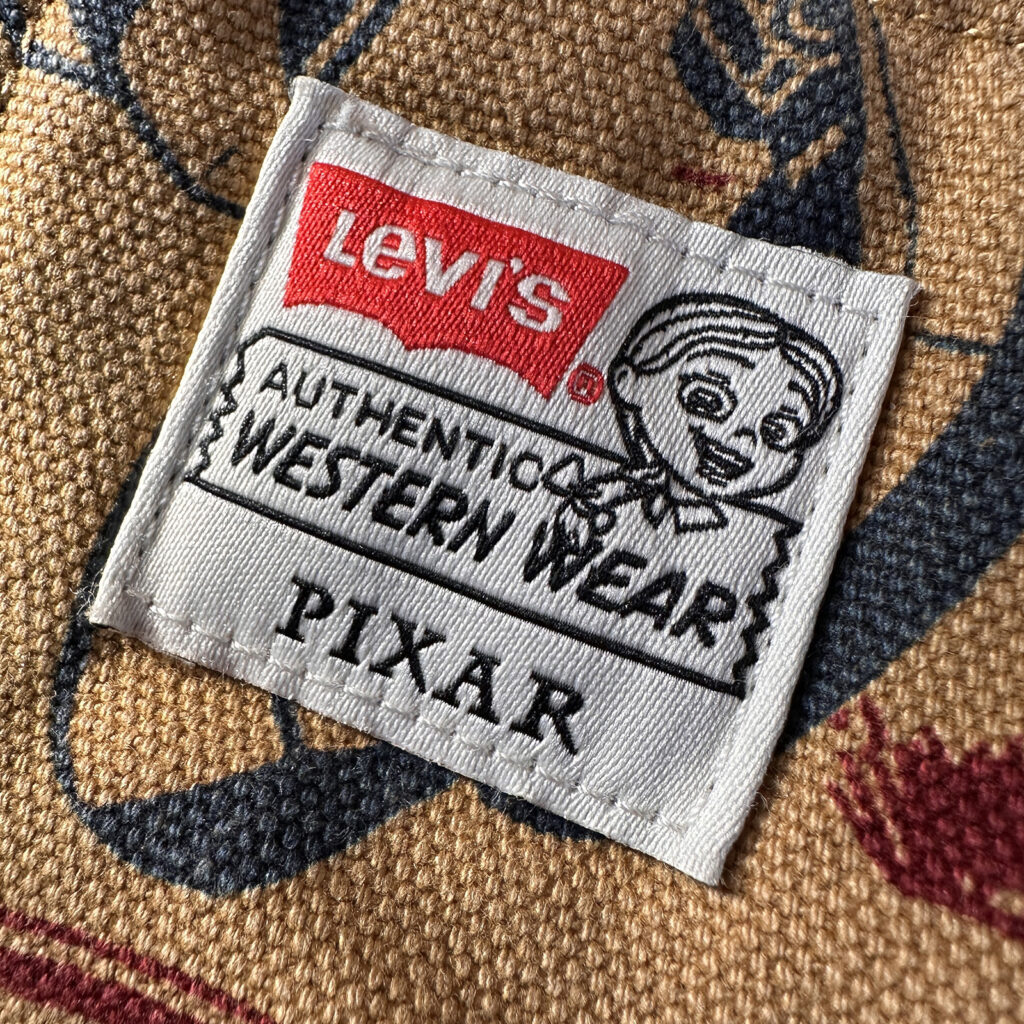 Levi's
®
AUTHENTIC
WESTERN WEAR
PIXAR